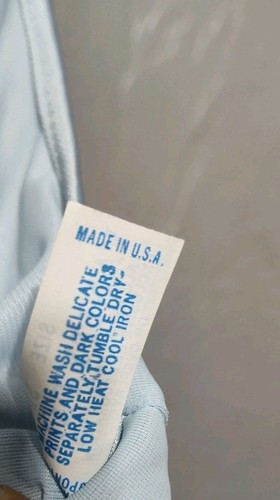 MADE IN U.S.A.
MACHINE WASH DELICATE
PRINTS AND DARK COLORS
SEPARATELY, TUMBLE DRY-
LOW HEAT COOL IRON